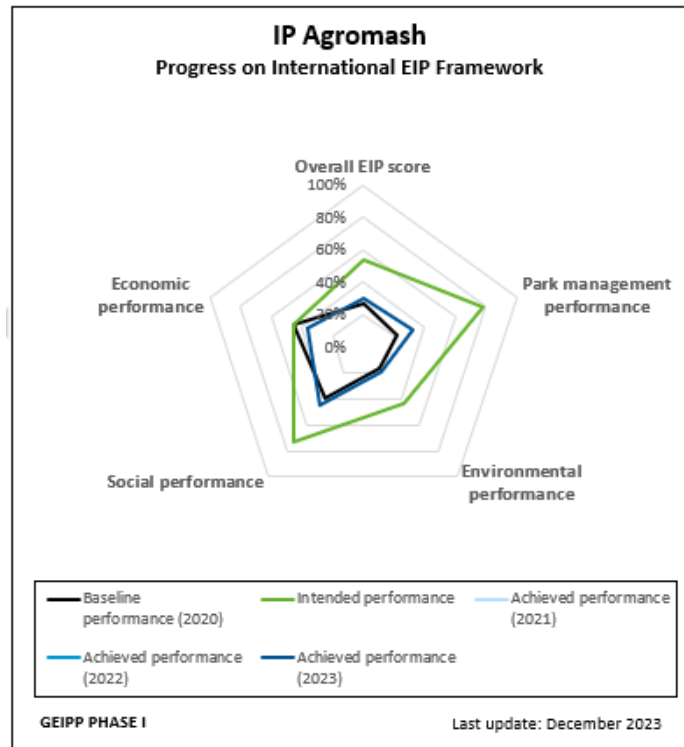 IP Agromash
Progress on International EIP Framework
Overall EIP score
100%
80%
60%
40%
20%
0%
Park management
performance
Environmental
performance
Social performance
Economic
performance
Baseline
performance (2020)
Intended performance
Achieved performance
(2021)
Achieved performance
(2022)
Achieved performance
(2023)
GEIPP PHASE I
Last update: December 2023